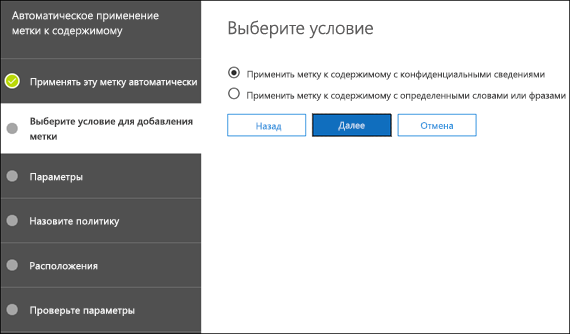 Автоматическое применение
метки к содержимому
Применять эту метку автоматически
Выберите условие для добавления
метки
Параметры
Назовите политику
Расположения
Проверьте параметры
Выберите условие
Применить метку к содержимому с конфиденциальными сведениями
Применить метку к содержимому с определенными словами или фразами
Назад
Далее
Отмена